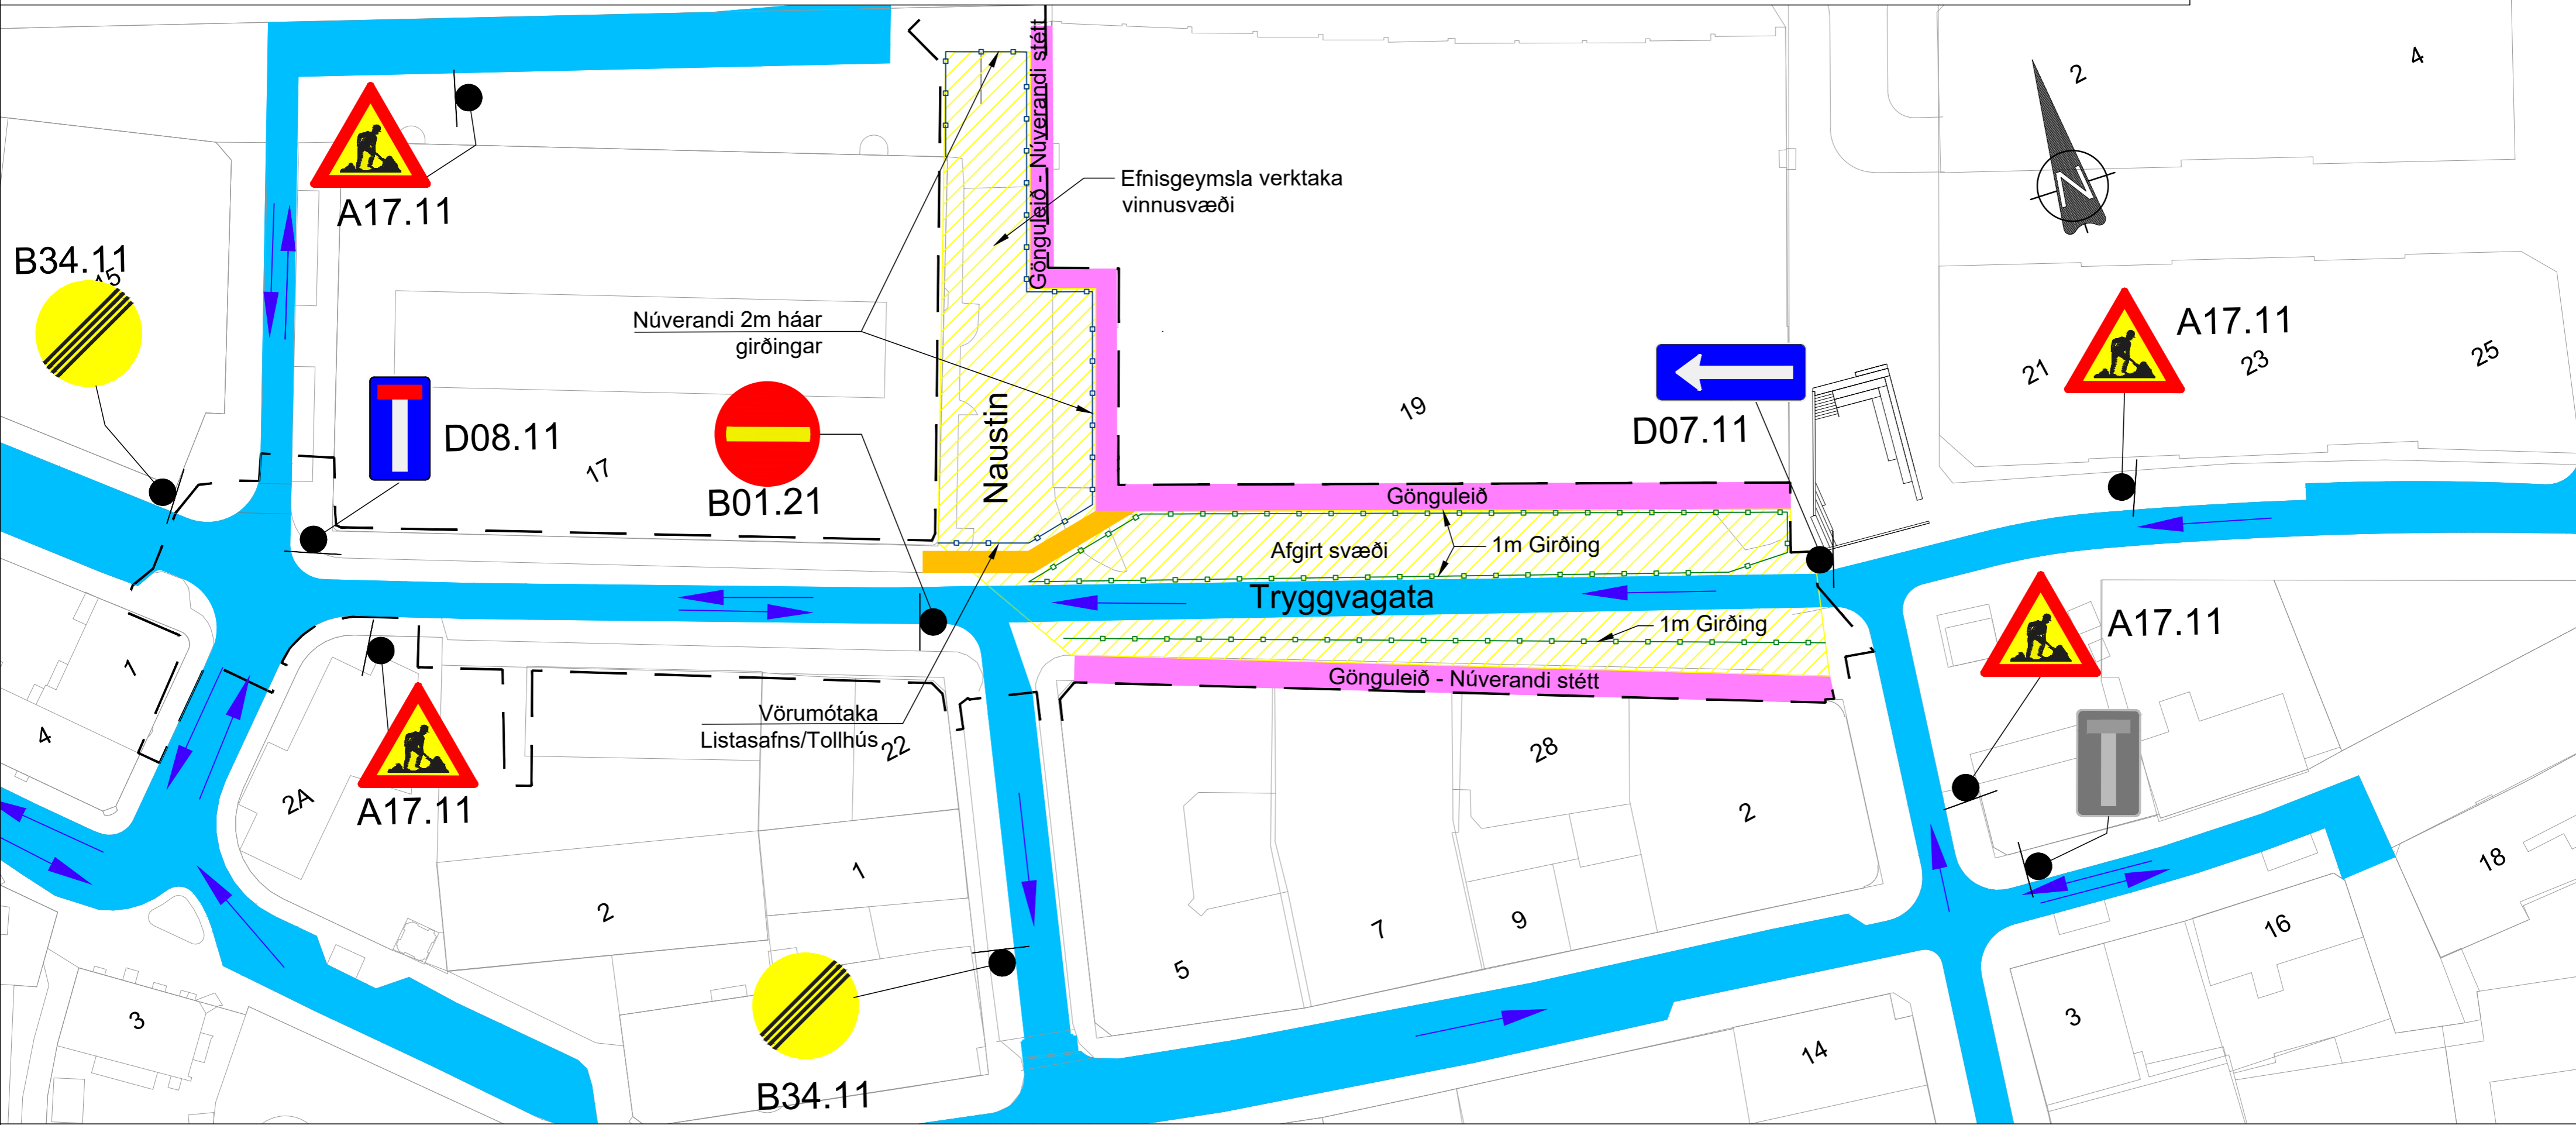 2
4
Gönguleið - Núverandi stétt
A17.11
Efnisgeymsla verktaka
vinnusvæði
N
B34.11
15
Núverandi 2m háar
girðingar
A17.11
21
23
25
D08.11
17
B01.21
Naustin
19
D07.11
Gönguleið
Afgirt svæði
1m Girðing
Tryggvagata
1m Girðing
A17.11
Gönguleið - Núverandi stétt
1
4
2A
A17.11
Vörumótaka
Listasafns/Tollhús
22
28
2
2
1
7
9
5
18
16
3
3
14
B34.11